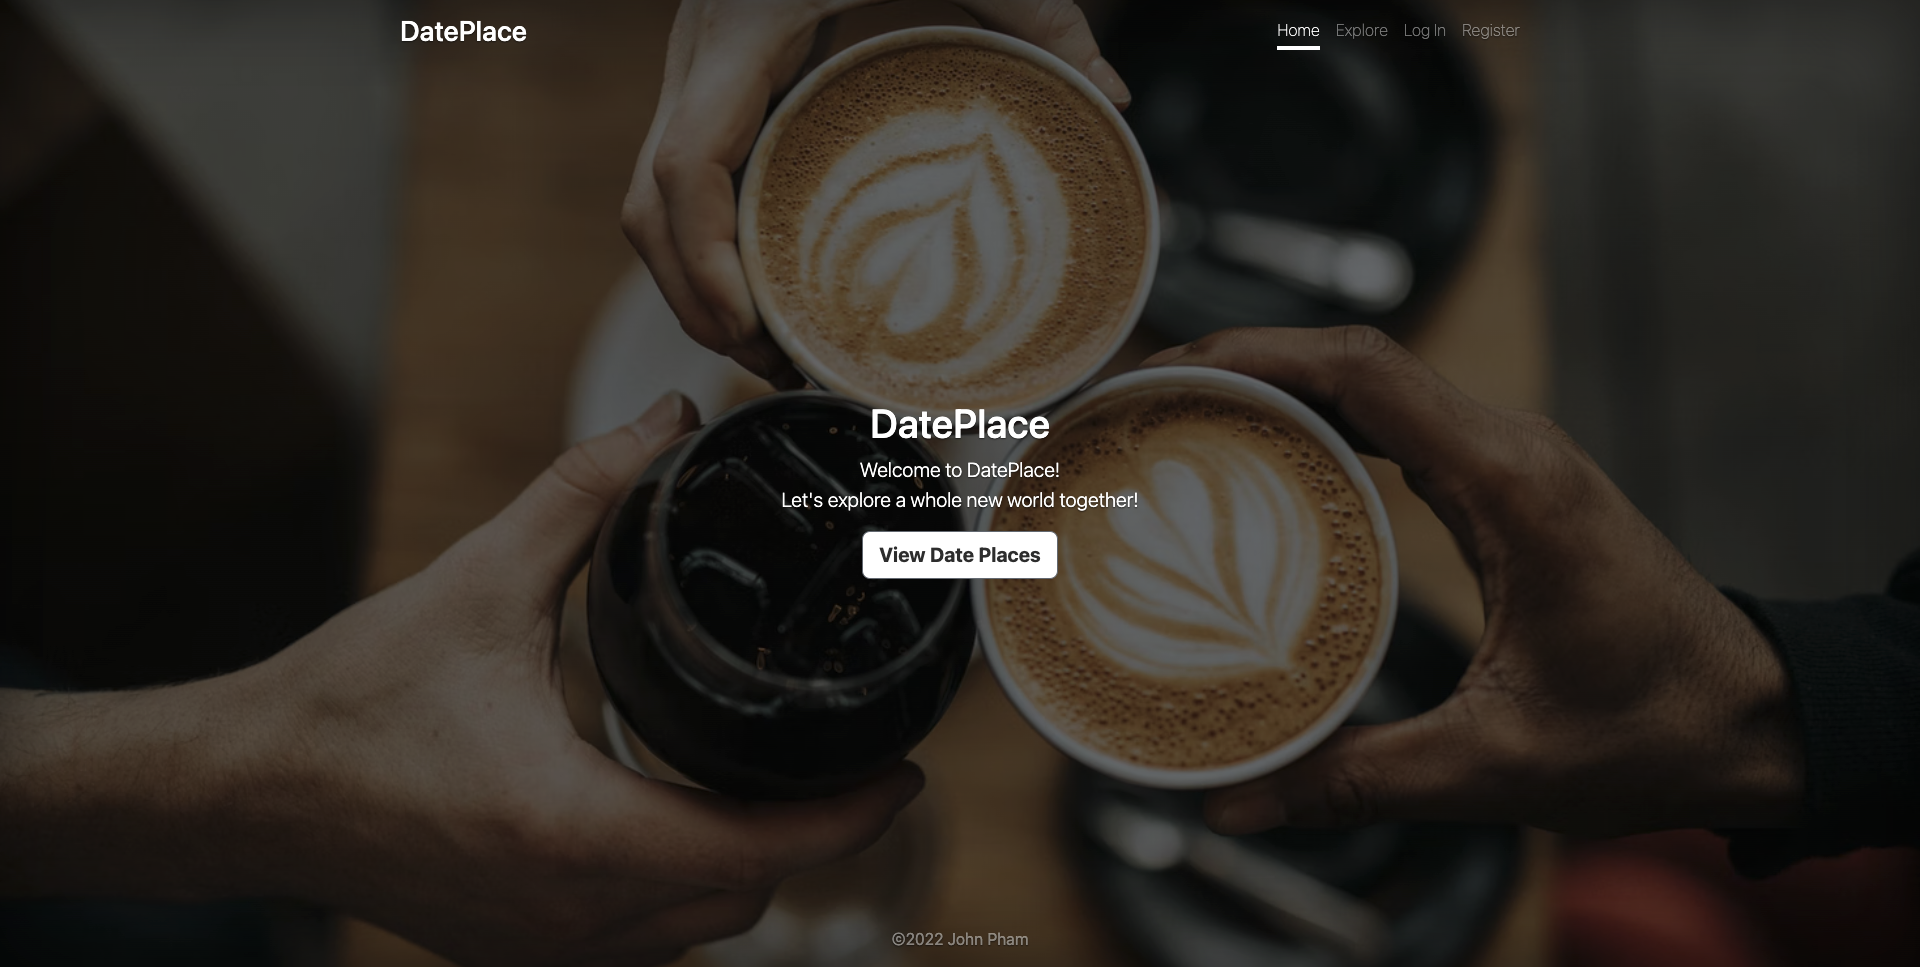 DatePlace
Home Explore Log In Register
DatePlace
Welcome to DatePlace!
Let's explore a whole new world together!
View Date Places
©2022 John Pham